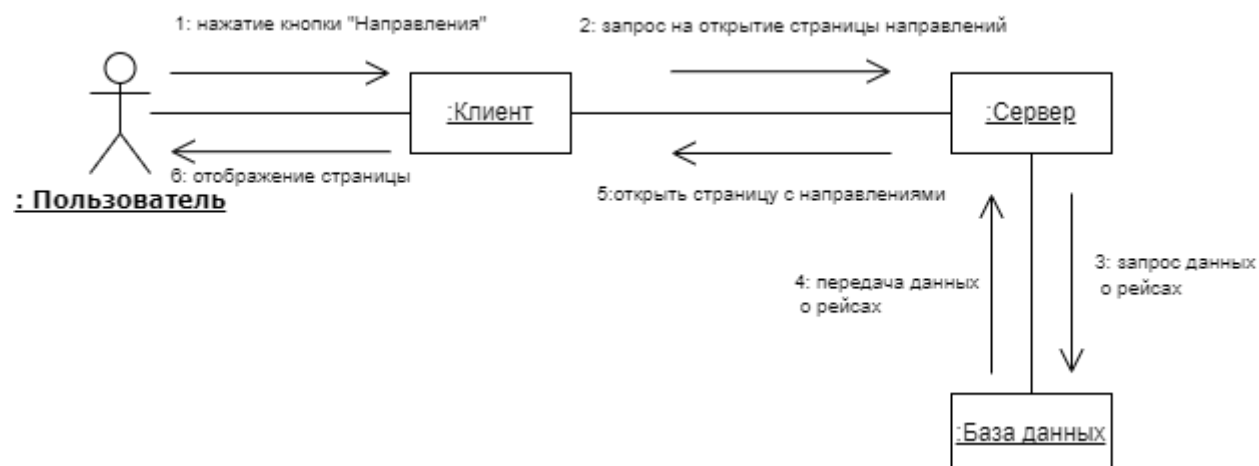 1: нажатие кнопки "Направления"
2: запрос на открытие страницы направлений
:Клиент
:Сервер
6: отображение страницы
: Пользователь
5:открыть страницу с направлениями
3: запрос данных
о рейсах
4: передача данных
о рейсах
:База данных